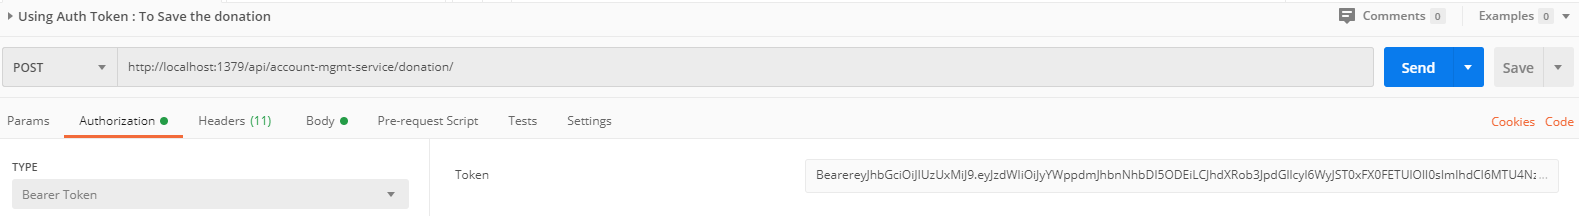 Using Auth Token : To Save the donation
Comments 0 Examples 0
POST http://localhost:1379/api/account-mgmt-service/donation/ Send Save
Params Authorization Headers (11) Body Pre-request Script Tests Settings Cookies Code
TYPE
Bearer Token
Token
BearereyJhbGciOiJIUzUxMiJ9.eyJzdWIiOiJyYWppdmJhbnNhbDI5ODEiLCJhdXRob3JpdGllcyI6WyJST0xFX0FETUlOIl0sImlhdCI6MTU4Nz...